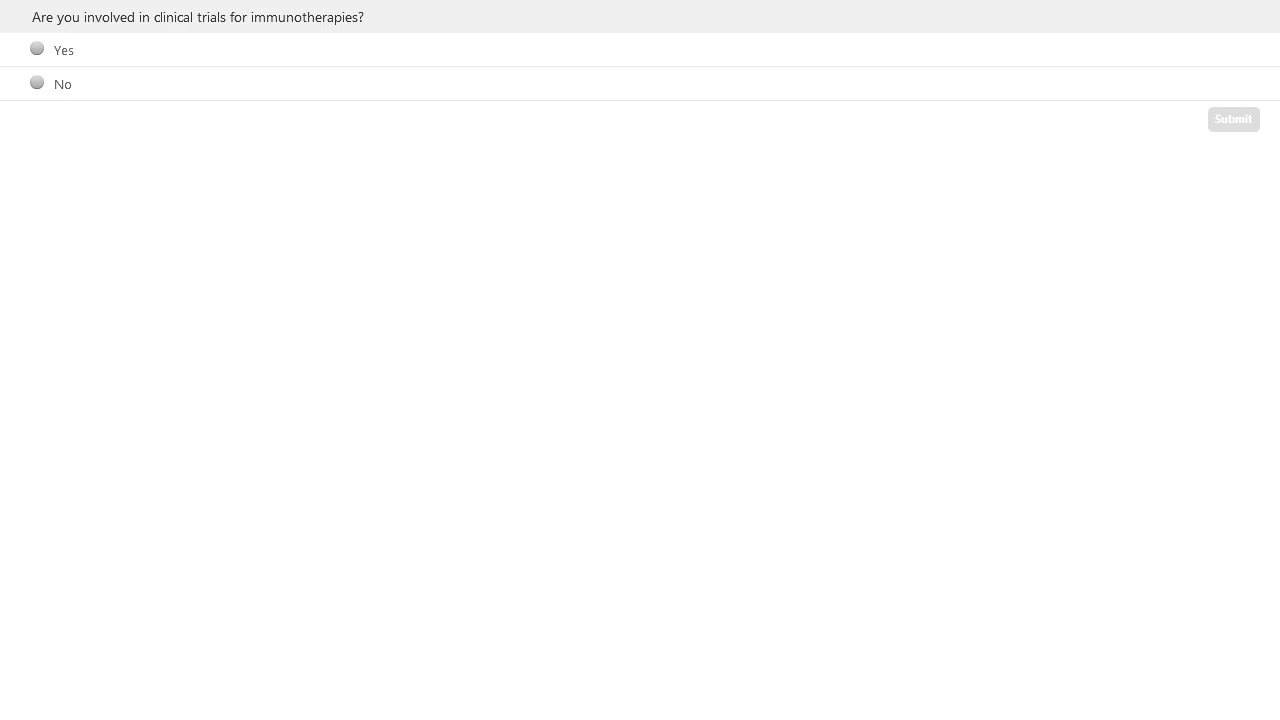 Are you involved in clinical trials for immunotherapies?
Yes
No
Submit